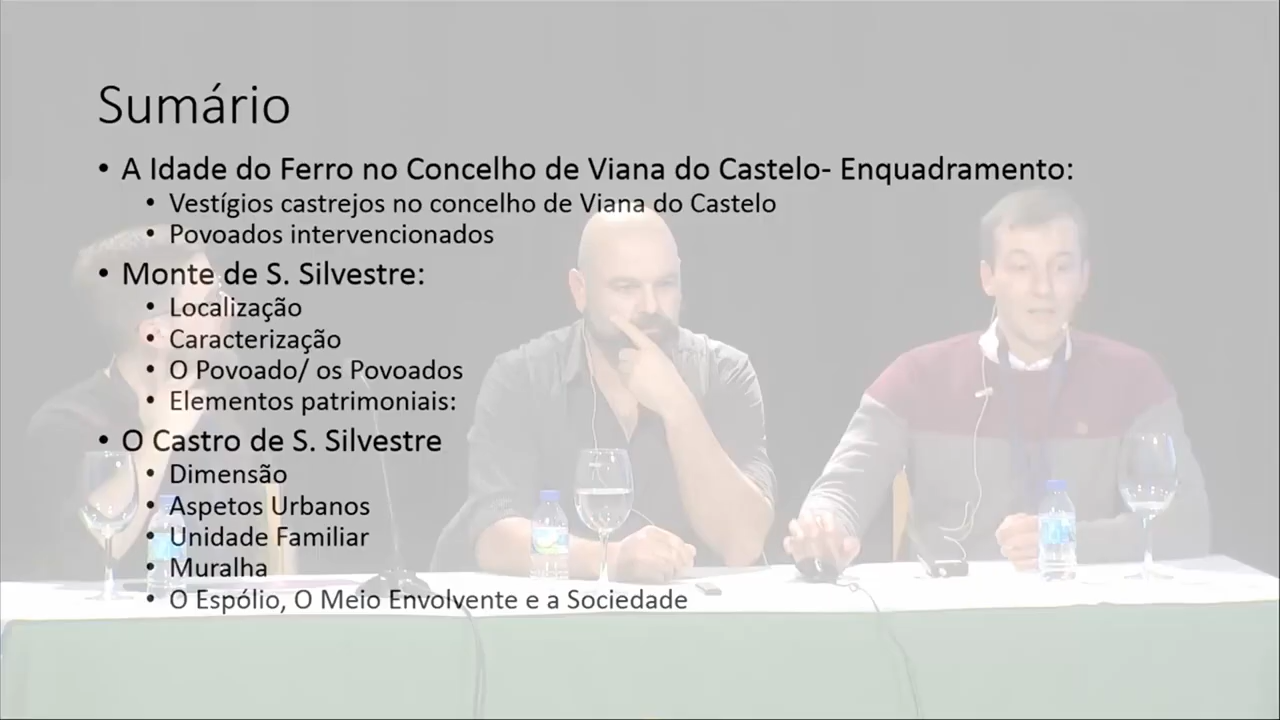 Sumário
• A Idade do Ferro no Concelho de Viana do Castelo- Enquadramento:
• Vestígios castrejos no concelho de Viana do Castelo
• Povoados intervencionados
• Monte de S. Silvestre:
• Localização
• Caracterização
• O Povoado/ os Povoados
• Elementos patrimoniais:
• O Castro de S. Silvestre
• Dimensão
• Aspetos Urbanos
• Unidade Familiar
• Muralha
• O Espólio, O Meio Envolvente e a Sociedade